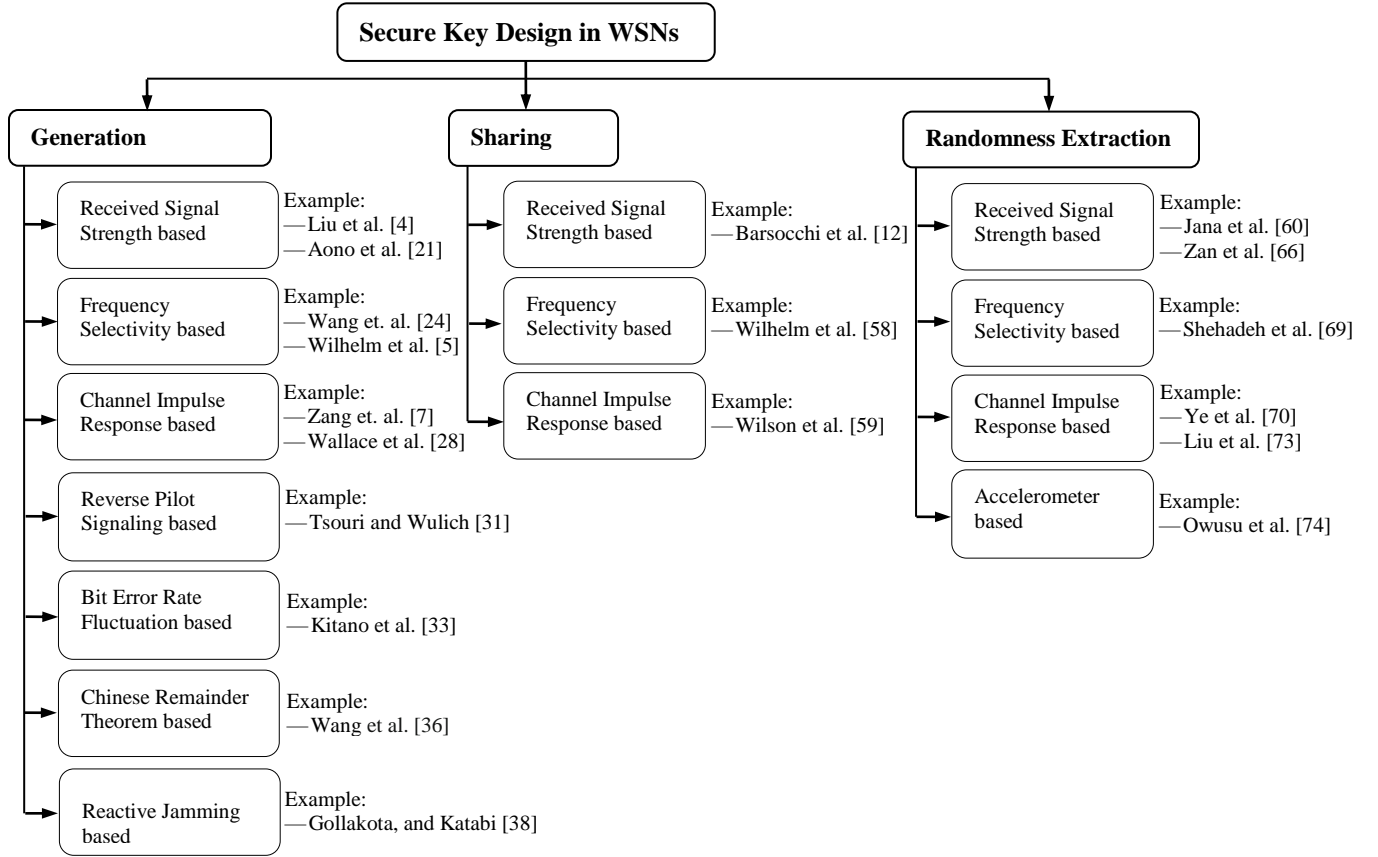 Secure Key Design in WSNs
Generation
Received Signal
Strength based
Example:
—Liu et al. [4]
—Aono et al. [21]
Frequency
Selectivity based
Example:
—Wang et. al. [24]
—Wilhelm et al. [5]
Channel Impulse
Response based
Example:
—Zang et. al. [7]
—Wallace et al. [28]
Reverse Pilot
Signaling based
Example:
—Tsouri and Wulich [31]
Bit Error Rate
Fluctuation based
Example:
—Kitano et al. [33]
Chinese Remainder
Theorem based
Example:
—Wang et al. [36]
Reactive Jamming
based
Example:
—Gollakota, and Katabi [38]
Sharing
Received Signal
Strength based
Example:
—Barsocchi et al. [12]
Frequency
Selectivity based
Example:
—Wilhelm et al. [58]
Channel Impulse
Response based
Example:
—Wilson et al. [59]
Randomness Extraction
Received Signal
Strength based
Example:
—Jana et al. [60]
—Zan et al. [66]
Frequency
Selectivity based
Example:
—Shehadeh et al. [69]
Channel Impulse
Response based
Example:
—Ye et al. [70]
—Liu et al. [73]
Accelerometer
based
Example:
—Owusu et al. [74]